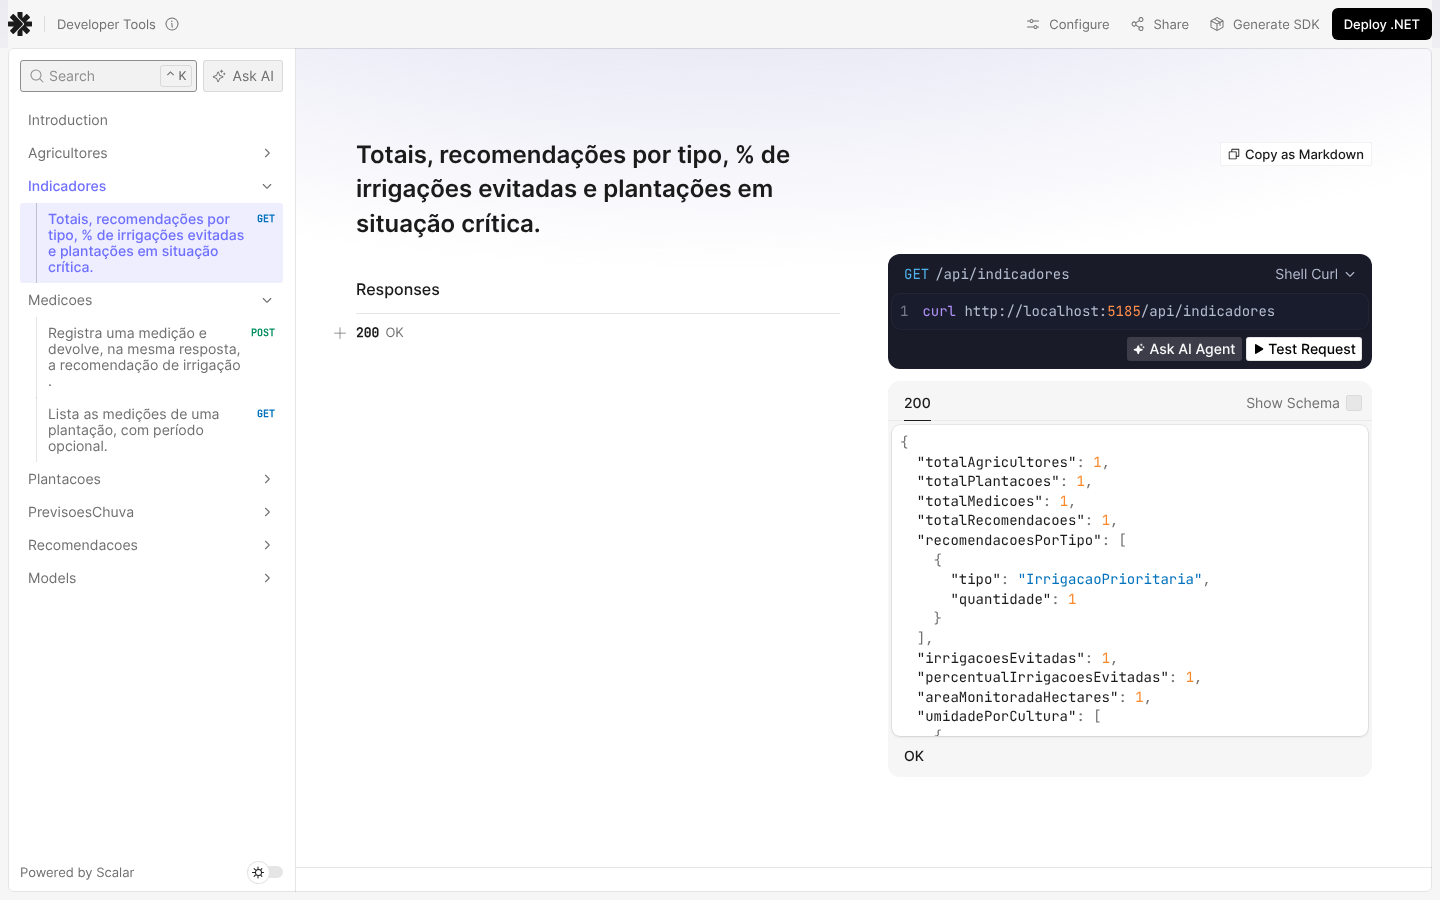 Developer Tools
Configure
Share
Generate SDK
Deploy .NET
Search
^ K
Ask AI
Introduction
Agricultores
Indicadores
Totais, recomendações por tipo, % de irrigações evitadas e plantações em situação crítica.
GET
Medicoes
Registra uma medição e devolve, na mesma resposta, a recomendação de irrigação .
POST
Lista as medições de uma plantação, com período opcional.
GET
Plantacoes
PrevisoesChuva
Recomendacoes
Models
Powered by Scalar
Totais, recomendações por tipo, % de
irrigações evitadas e plantações em
situação crítica.
Copy as Markdown
Responses
200 OK
GET /api/indicadores
Shell Curl
1 curl http://localhost:5185/api/indicadores
Ask AI Agent
Test Request
200
Show Schema
{
"totalAgricultores": 1,
"totalPlantacoes": 1,
"totalMedicoes": 1,
"totalRecomendacoes": 1,
"recomendacoesPorTipo": [
{
"tipo": "IrrigacaoPrioritaria",
"quantidade": 1
}
],
"irrigacoesEvitadas": 1,
"percentualIrrigacoesEvitadas": 1,
"areaMonitoradaHectares": 1,
"umidadePorCultura": [
{
OK